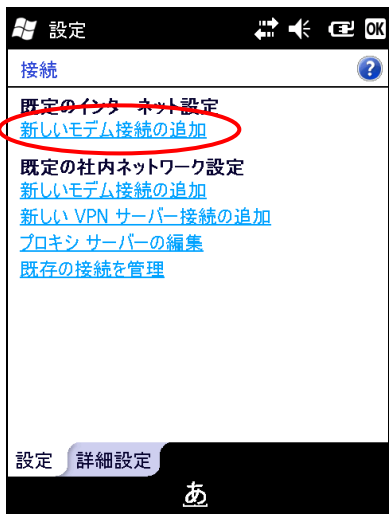 設定
OK
接続
?
既定のインターネット設定
新しいモデム接続の追加
既定の社内ネットワーク設定
新しいモデム接続の追加
新しい VPN サーバー接続の追加
プロキシ サーバーの編集
既存の接続を管理
設定 詳細設定
あ